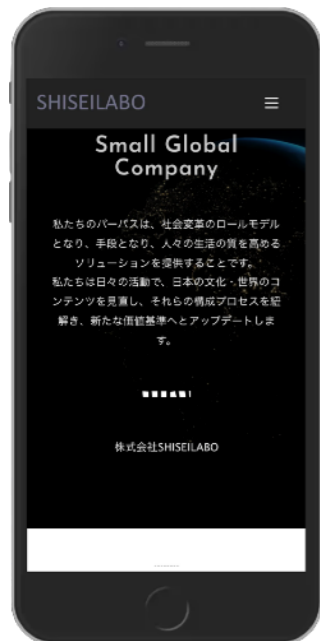 SHISEILABO
Small Global
Company
私たちのパーパスは、社会変革のロールモデル
となり、手段となり、人々の生活の質を高める
ソリューションを提供することです。
私たちは日々の活動で、日本の文化・世界のコ
ンテンツを見直し、それらの構成プロセスを紐
解き、新たな価値基準へとアップデートしま
す。
株式会社SHISEILABO